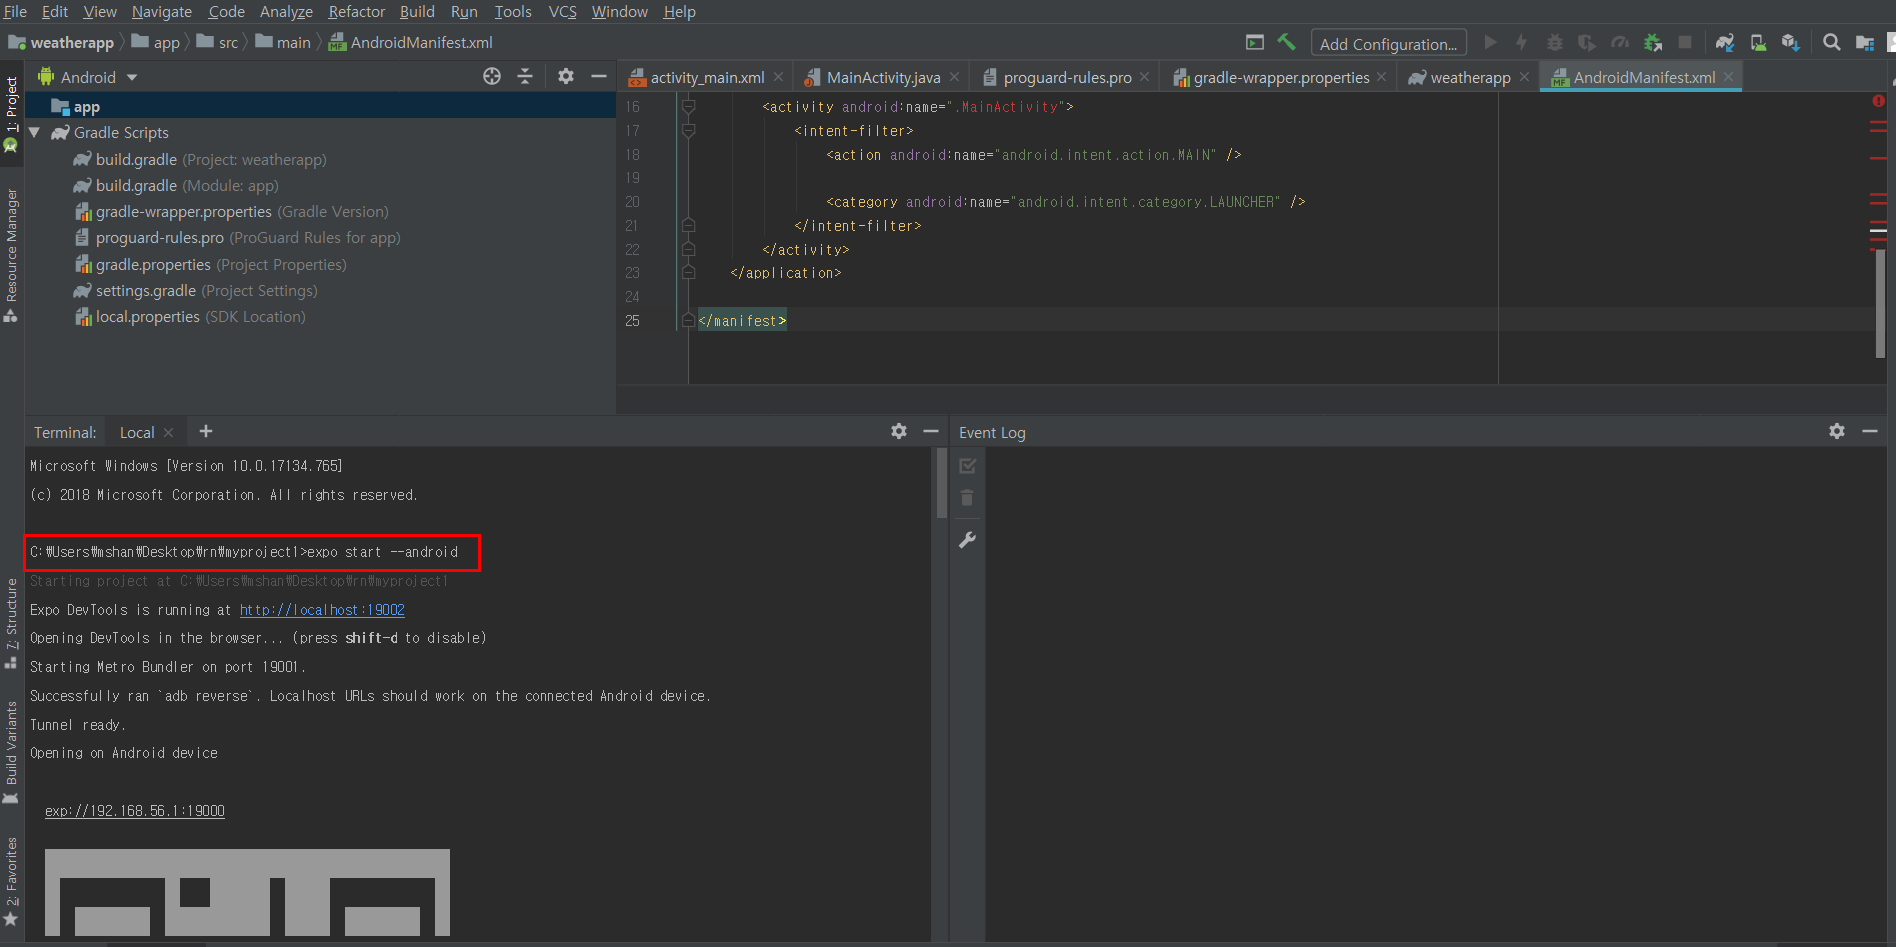 File Edit View Navigate Code Analyze Refactor Build Run Tools VCS Window Help
weatherapp app src main AndroidManifest.xml Add Configuration...
Android
activity_main.xml MainActivity.java proguard-rules.pro gradle-wrapper.properties weatherapp AndroidManifest.xml
1: Project
Resource Manager
7: Structure
Build Variants
2: Favorites
app
Gradle Scripts
build.gradle (Project: weatherapp)
build.gradle (Module: app)
gradle-wrapper.properties (Gradle Version)
proguard-rules.pro (ProGuard Rules for app)
gradle.properties (Project Properties)
settings.gradle (Project Settings)
local.properties (SDK Location)
16 <activity android:name=".MainActivity">
17 <intent-filter>
18 <action android:name="android.intent.action.MAIN" />
19
20 <category android:name="android.intent.category.LAUNCHER" />
21 </intent-filter>
22 </activity>
23 </application>
24
25 </manifest>
Terminal: Local
Microsoft Windows [Version 10.0.17134.765]
(c) 2018 Microsoft Corporation. All rights reserved.
C:₩Users₩mshan₩Desktop₩rn₩myproject1>expo start --android
Starting project at C:₩Users₩mshan₩Desktop₩rn₩myproject1
Expo DevTools is running at http://localhost:19002
Opening DevTools in the browser... (press shift-d to disable)
Starting Metro Bundler on port 19001.
Successfully ran `adb reverse`. Localhost URLs should work on the connected Android device.
Tunnel ready.
Opening on Android device
exp://192.168.56.1:19000
Event Log